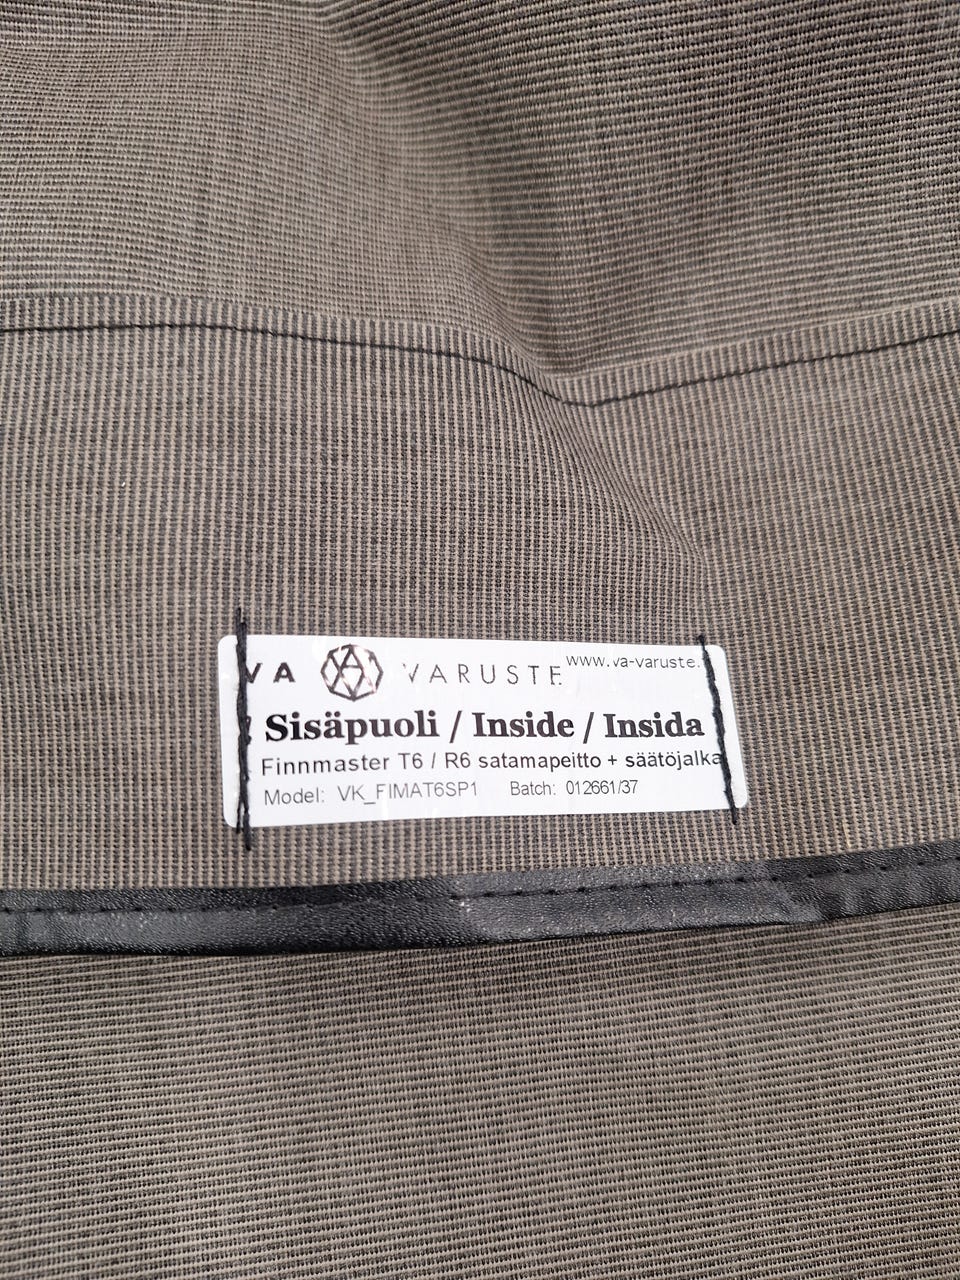 VA VARUSTE www.va-varuste.
Sisäpuoli / Inside / Insida
Finnmaster T6 / R6 satamapeitto + säätöjalka
Model: VK_FIMAT6SP1 Batch: 012661/37